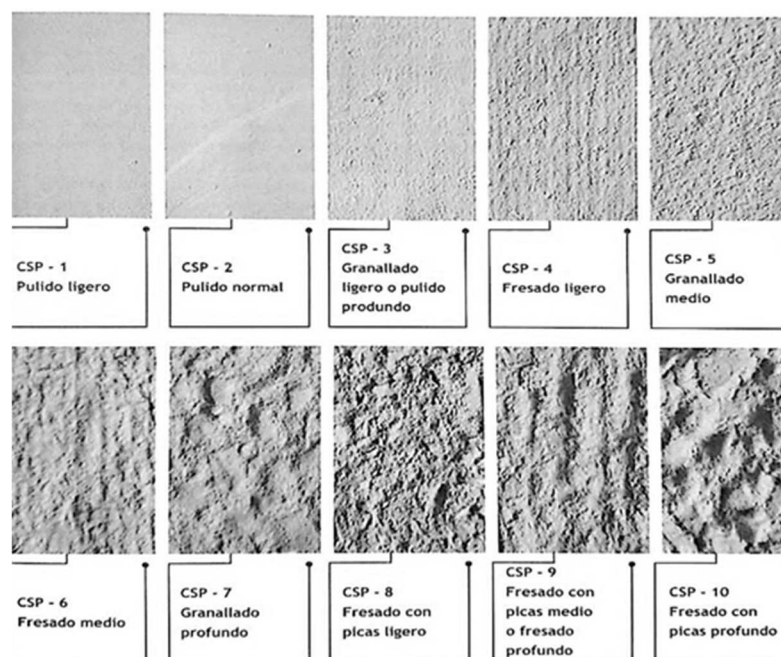 CSP - 1
Pulido ligero
CSP - 2
Pulido normal
CSP - 3
Granallado
ligero o pulido
produndo
CSP - 4
Fresado ligero
CSP - 5
Granallado
medio
CSP - 6
Fresado medio
CSP - 7
Granallado
profundo
CSP - 8
Fresado con
picas ligero
CSP - 9
Fresado con
picas medio
o fresado
profundo
CSP - 10
Fresado con
picas profundo